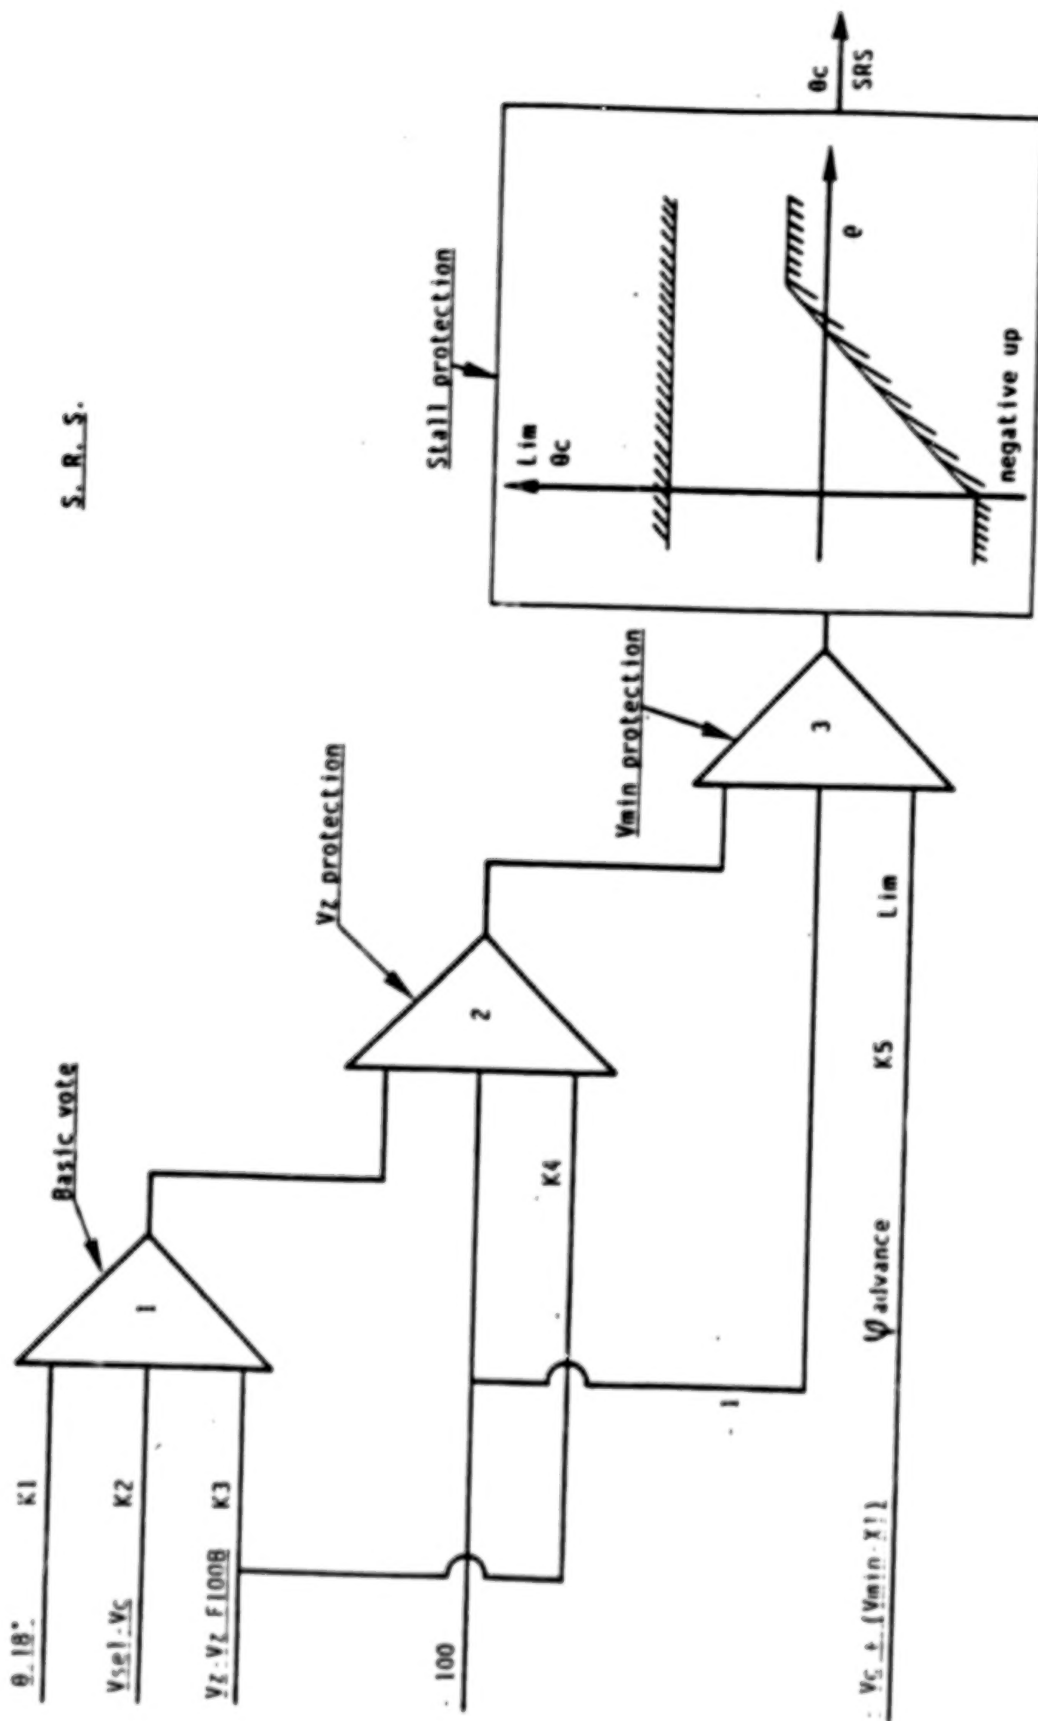 S. R. S.
Basic vote
Vz protection
Vmin protection
Stall protection
θ-18°
K1
Vsel-Vc
K2
Vz-Vz F100B
K3
1
- 100
K4
2
- 1
- Vc + (Vmin-X1)
φ advance
K5
Lim
3
Lim
θc
ρ
negative up
θc
SRS